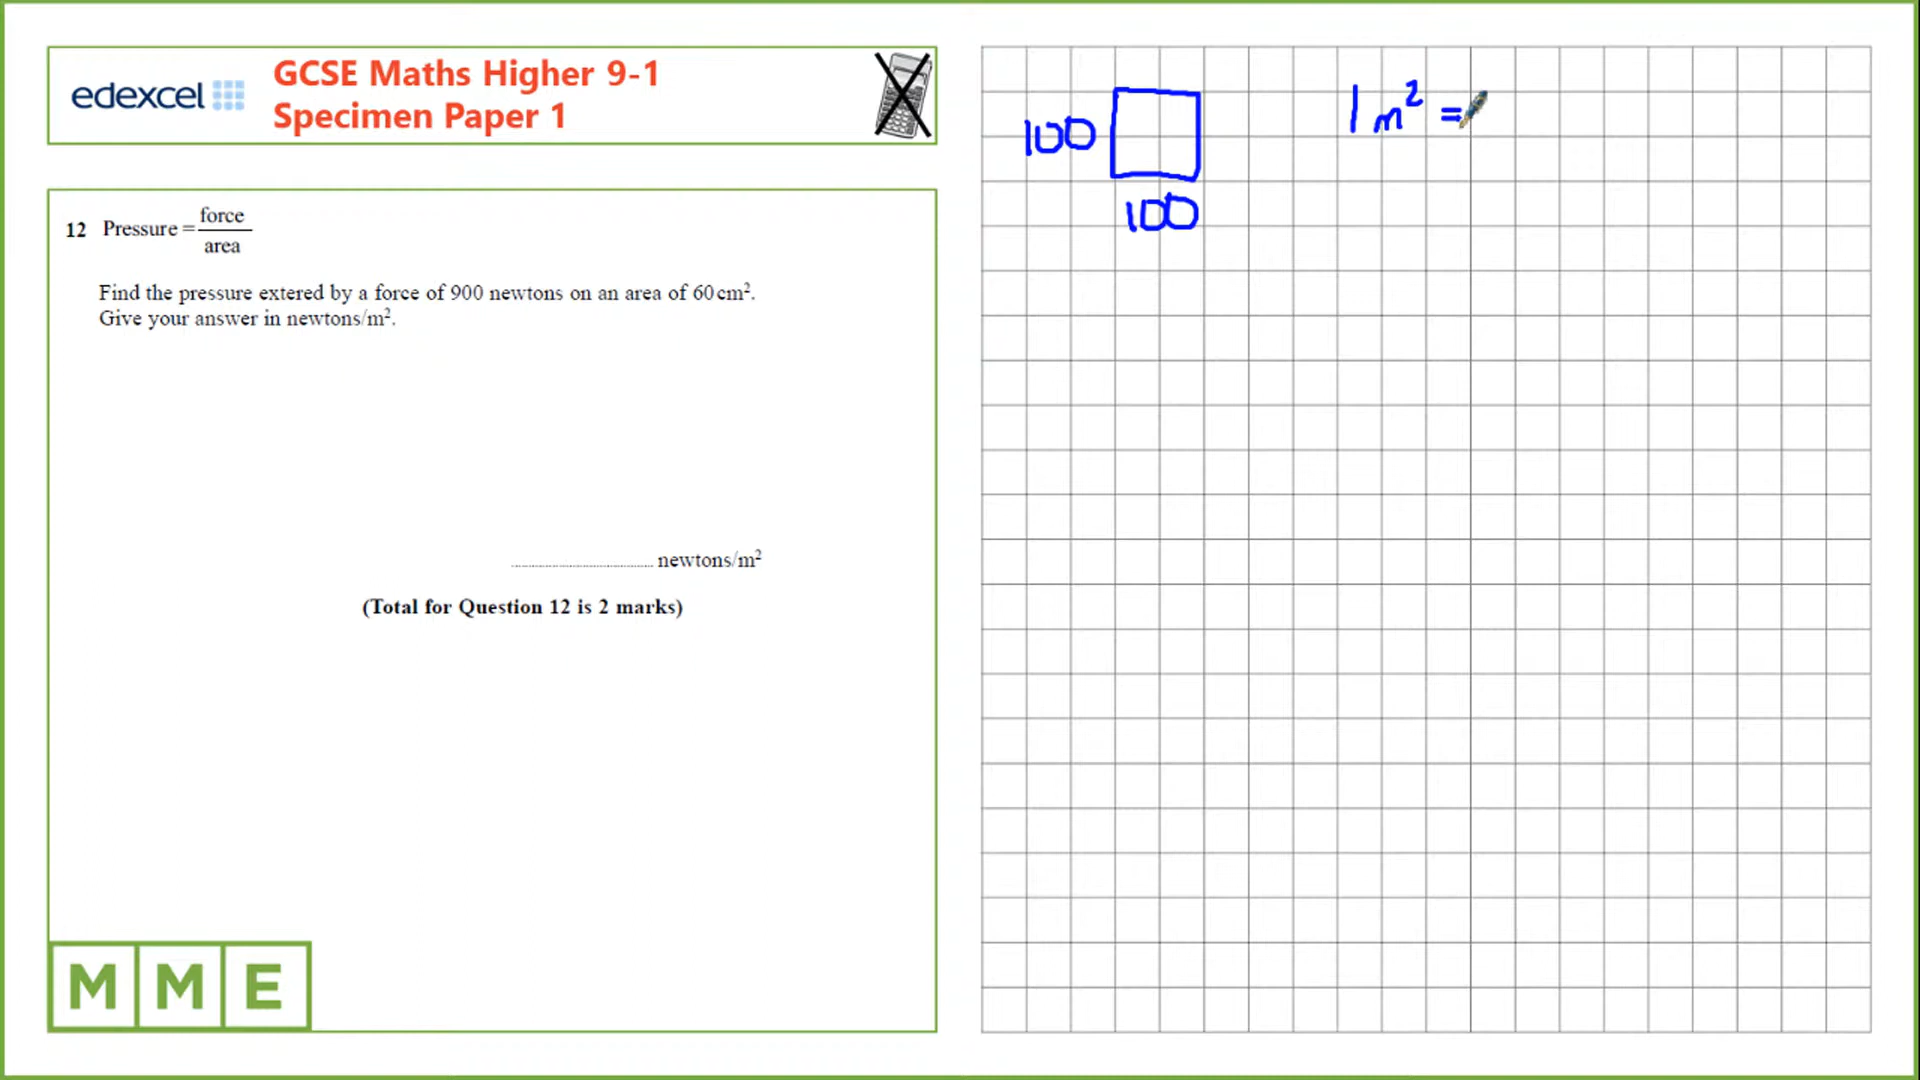 edexcel
GCSE Maths Higher 9-1
Specimen Paper 1
12 Pressure = force
area
Find the pressure extered by a force of 900 newtons on an area of 60 cm².
Give your answer in newtons/m².
........................................ newtons/m²
(Total for Question 12 is 2 marks)
MME
100
100
1 m² =